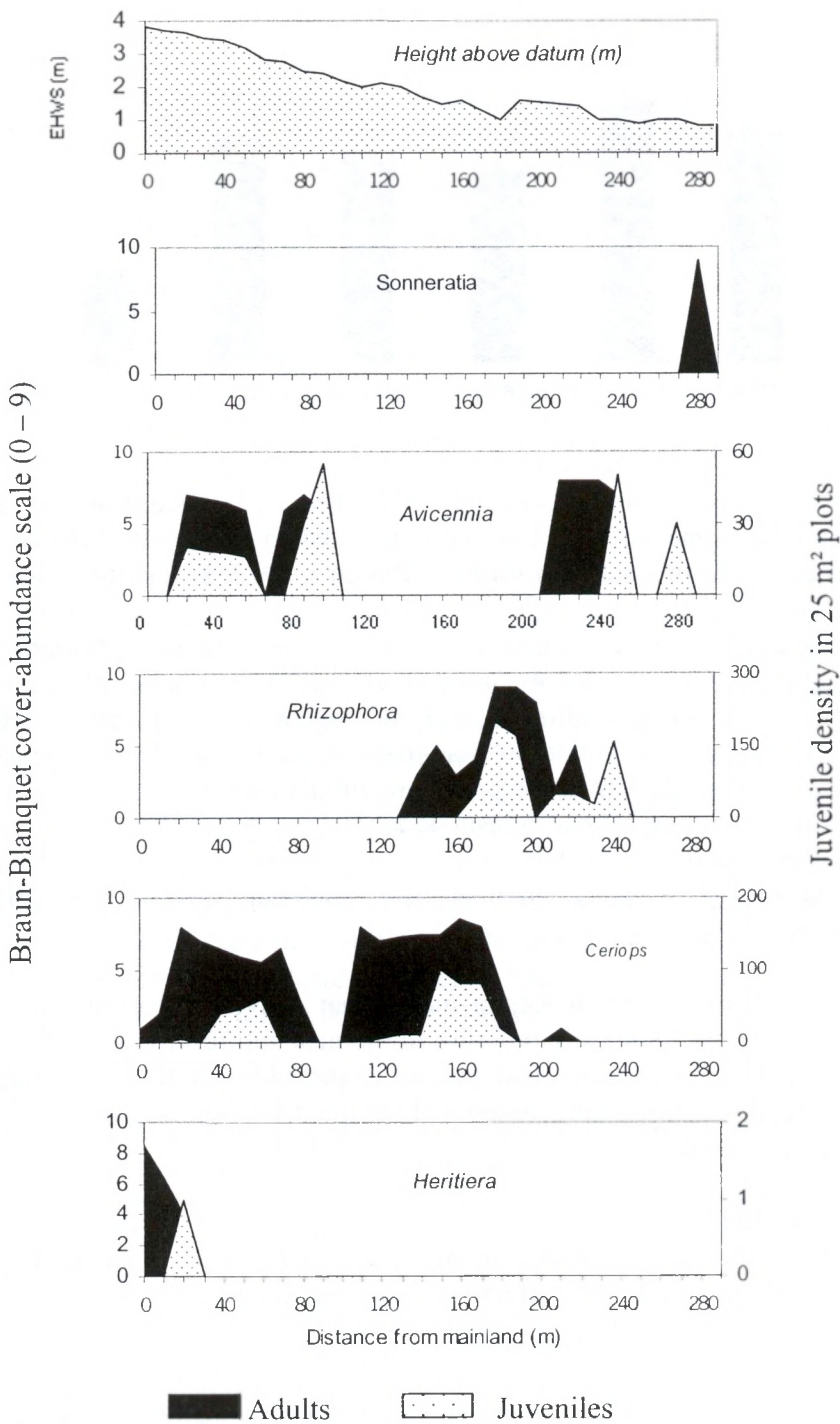 4
Height above datum (m)
3
2
1
0
EHWS (m)
0 40 80 120 160 200 240 280
10
Sonneratia
5
0
0 40 80 120 160 200 240 280
10 60
Avicennia
5 30
0 0
0 40 80 120 160 200 240 280
10 300
Rhizophora
5 150
0 0
0 40 80 120 160 200 240 280
10 200
Ceriops
5 100
0 0
0 40 80 120 160 200 240 280
10 2
8
Heritiera
6
4 1
2
0 0
0 40 80 120 160 200 240 280
Distance from mainland (m)
Braun-Blanquet cover-abundance scale (0 – 9)
Juvenile density in 25 m² plots
Adults Juveniles